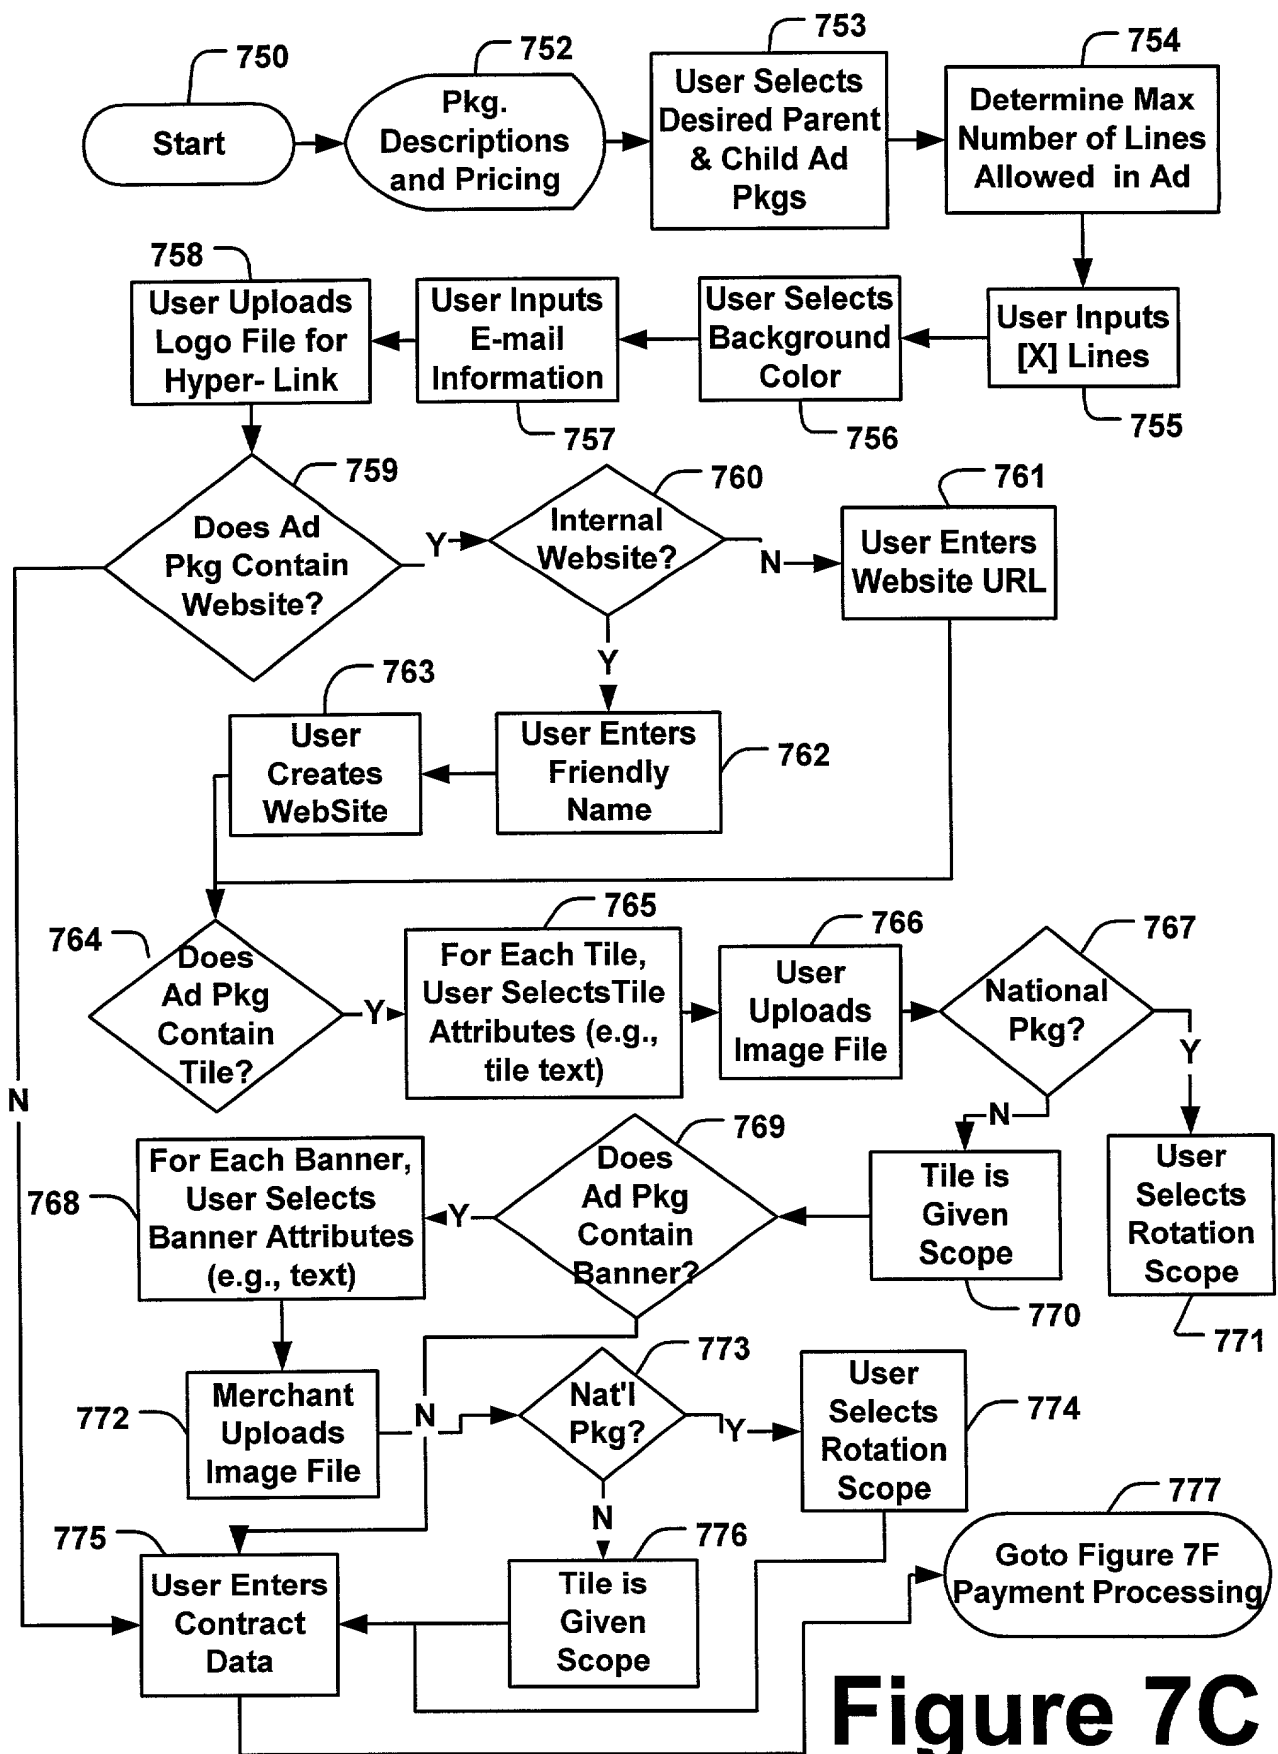 750
Start
752
Pkg.
Descriptions
and Pricing
753
User Selects
Desired Parent
& Child Ad
Pkgs
754
Determine Max
Number of Lines
Allowed in Ad
758
User Uploads
Logo File for
Hyper- Link
User Inputs
E-mail
Information
757
User Selects
Background
Color
756
User Inputs
[X] Lines
755
759
Does Ad
Pkg Contain
Website?
Y
760
Internal
Website?
N
761
User Enters
Website URL
Y
763
User
Creates
WebSite
User Enters
Friendly
Name
762
764
Does
Ad Pkg
Contain
Tile?
Y
765
For Each Tile,
User SelectsTile
Attributes (e.g.,
tile text)
766
User
Uploads
Image File
767
National
Pkg?
Y
N
N
768
For Each Banner,
User Selects
Banner Attributes
(e.g., text)
Y
769
Does
Ad Pkg
Contain
Banner?
Tile is
Given
Scope
770
User
Selects
Rotation
Scope
771
772
Merchant
Uploads
Image File
N
773
Nat'l
Pkg?
Y
User
Selects
Rotation
Scope
774
N
775
User Enters
Contract
Data
776
Tile is
Given
Scope
777
Goto Figure 7F
Payment Processing
Figure 7C